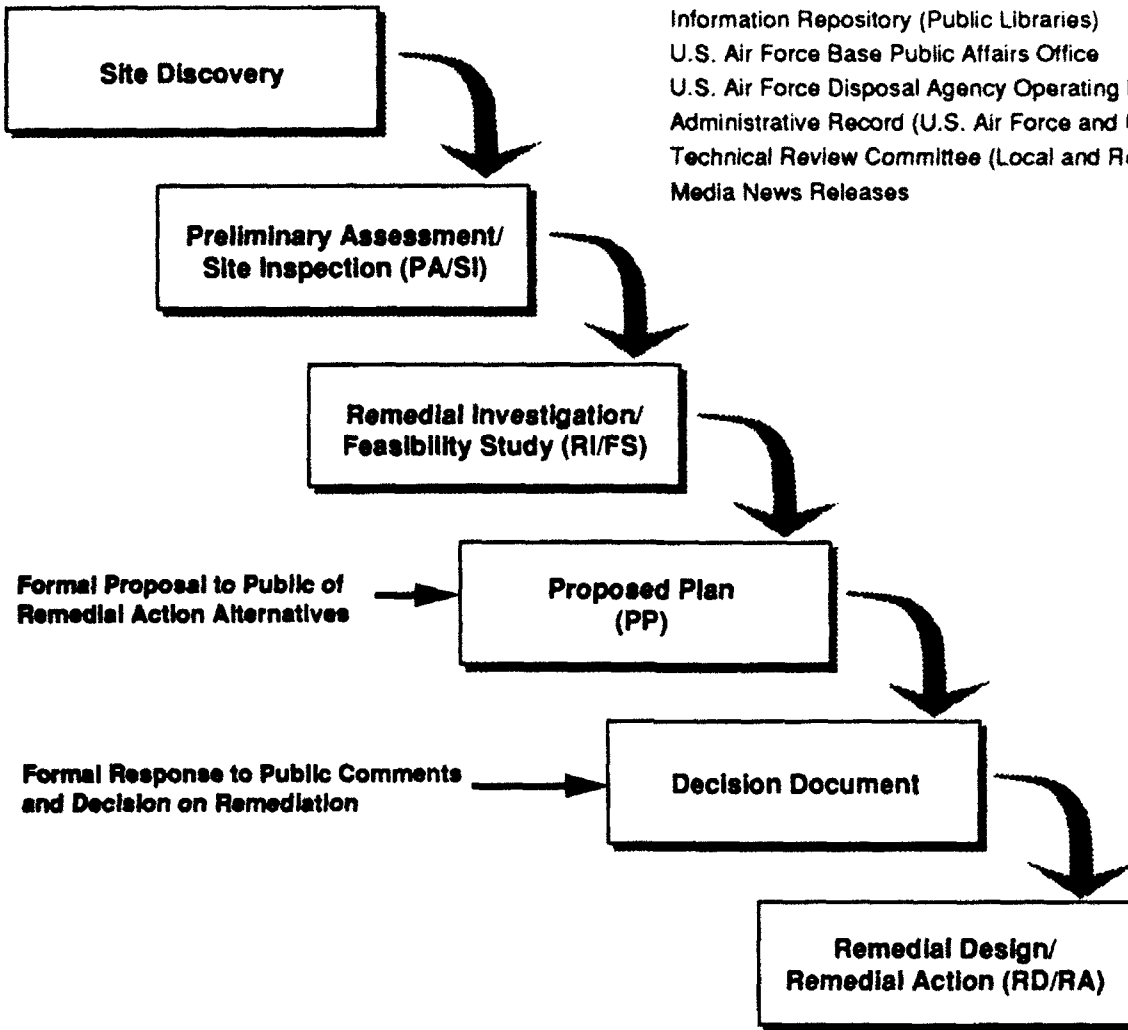 Site Discovery
Information Repository (Public Libraries)
U.S. Air Force Base Public Affairs Office
U.S. Air Force Disposal Agency Operating
Administrative Record (U.S. Air Force and
Technical Review Committee (Local and
Media News Releases
Preliminary Assessment/
Site Inspection (PA/SI)
Remedial Investigation/
Feasibility Study (RI/FS)
Formal Proposal to Public of
Remedial Action Alternatives
Proposed Plan
(PP)
Formal Response to Public Comments
and Decision on Remediation
Decision Document
Remedial Design/
Remedial Action (RD/RA)